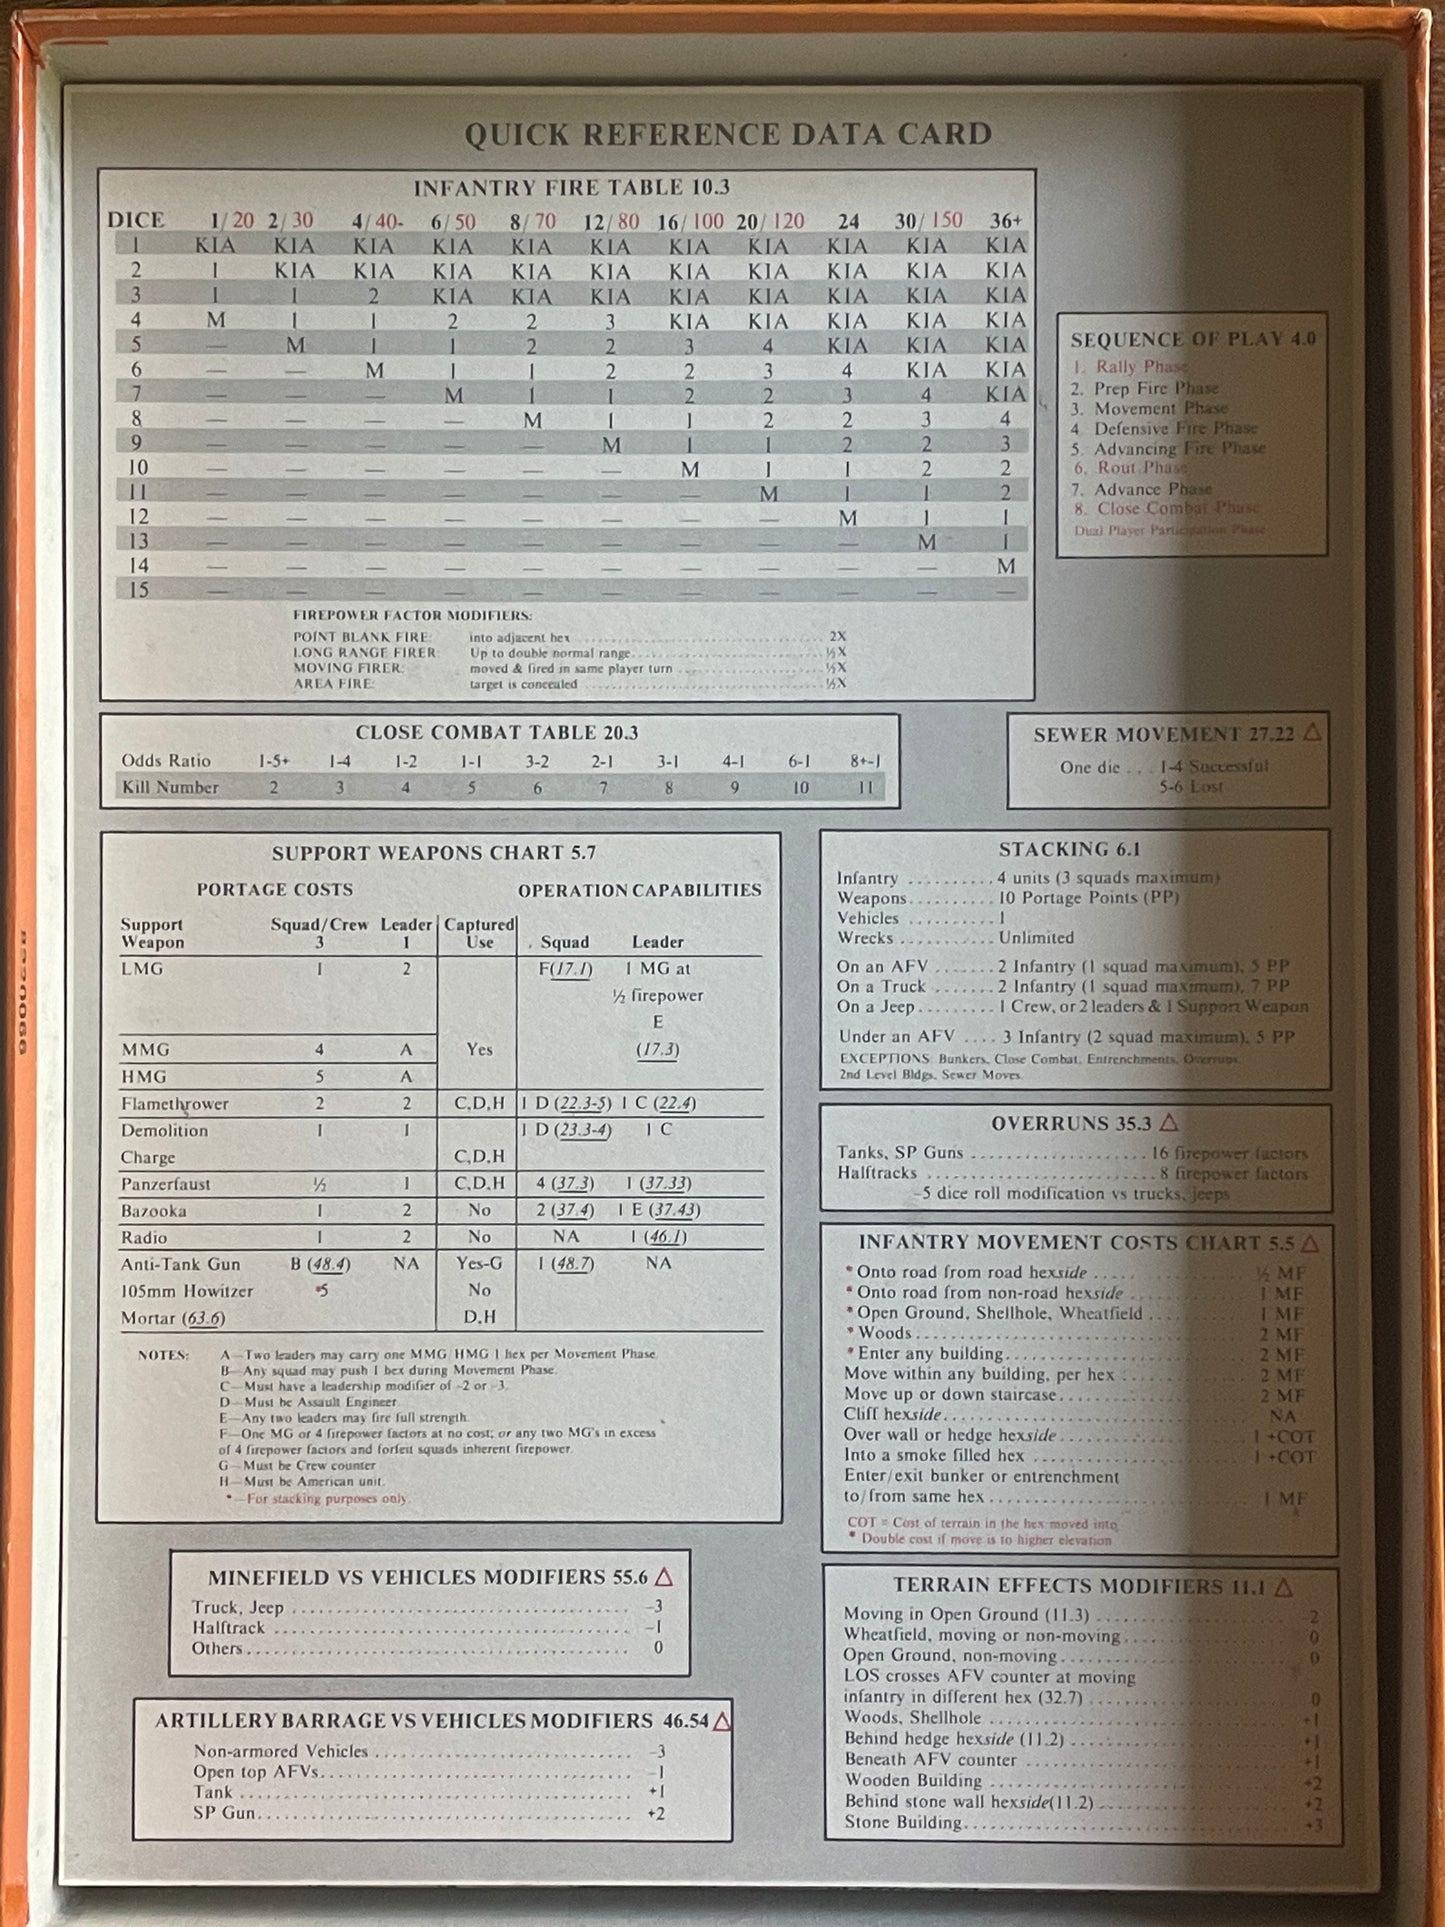 QUICK REFERENCE DATA CARD
INFANTRY FIRE TABLE 10.3
DICE 1/20 2/30 4/40- 6/50 8/70 12/80 16/100 20/120 24 30/150 36+
1 KIA KIA KIA KIA KIA KIA KIA KIA KIA KIA KIA
2 1 KIA KIA KIA KIA KIA KIA KIA KIA KIA KIA
3 1 1 2 KIA KIA KIA KIA KIA KIA KIA KIA
4 M 1 1 2 2 3 KIA KIA KIA KIA KIA
5 — M 1 1 2 2 3 4 KIA KIA KIA
6 — — M 1 1 2 2 3 4 KIA KIA
7 — — — M 1 1 2 2 3 4 KIA
8 — — — — M 1 1 2 2 3 4
9 — — — — — M 1 1 2 2 3
10 — — — — — — M 1 1 2 2
11 — — — — — — — M 1 1 2
12 — — — — — — — — M 1 1
13 — — — — — — — — — M 1
14 — — — — — — — — — — M
15 — — — — — — — — — — —
FIREPOWER FACTOR MODIFIERS:
POINT BLANK FIRE: into adjacent hex 2X
LONG RANGE FIRER: Up to double normal range ½X
MOVING FIRER: moved & fired in same player turn ½X
AREA FIRE: target is concealed ½X
SEQUENCE OF PLAY 4.0
1. Rally Phase
2. Prep Fire Phase
3. Movement Phase
4. Defensive Fire Phase
5. Advancing Fire Phase
6. Rout Phase
7. Advance Phase
8. Close Combat Phase
Dual Player Participation Phase
CLOSE COMBAT TABLE 20.3
Odds Ratio 1-5+ 1-4 1-2 1-1 3-2 2-1 3-1 4-1 6-1 8+-1
Kill Number 2 3 4 5 6 7 8 9 10 11
SEWER MOVEMENT 27.22 △
One die . . . 1-4 Successful
5-6 Lost
SUPPORT WEAPONS CHART 5.7
PORTAGE COSTS OPERATION CAPABILITIES
Support Squad/Crew Leader Captured
Weapon 3 1 Use Squad Leader
LMG 1 2 F(17.1) 1 MG at
½ firepower
E
MMG 4 A Yes (17.3)
HMG 5 A
Flamethrower 2 2 C,D,H 1 D (22.3-5) 1 C (22.4)
Demolition 1 1 1 D (23.3-4) 1 C
Charge C,D,H
Panzerfaust ½ 1 C,D,H 4 (37.3) 1 (37.33)
Bazooka 1 2 No 2 (37.4) 1 E (37.43)
Radio 1 2 No NA 1 (46.1)
Anti-Tank Gun B (48.4) NA Yes-G 1 (48.7) NA
105mm Howitzer *5 No
Mortar (63.6) D,H
NOTES: A—Two leaders may carry one MMG/HMG 1 hex per Movement Phase.
B—Any squad may push 1 hex during Movement Phase.
C—Must have a leadership modifier of -2 or -3.
D—Must be Assault Engineer
E—Any two leaders may fire full strength.
F—One MG or 4 firepower factors at no cost; or any two MG's in excess
of 4 firepower factors and forfeit squads inherent firepower.
G—Must be Crew counter
H—Must be American unit.
*—For stacking purposes only.
STACKING 6.1
Infantry .......... 4 units (3 squads maximum)
Weapons.......... 10 Portage Points (PP)
Vehicles .......... 1
Wrecks ........... Unlimited
On an AFV ....... 2 Infantry (1 squad maximum), 5 PP
On a Truck ....... 2 Infantry (1 squad maximum), 7 PP
On a Jeep......... 1 Crew, or 2 leaders & 1 Support Weapon
Under an AFV .... 3 Infantry (2 squad maximum), 5 PP
EXCEPTIONS: Bunkers, Close Combat, Entrenchments, Overruns,
2nd Level Bldgs, Sewer Moves.
OVERRUNS 35.3 △
Tanks, SP Guns .................... 16 firepower factors
Halftracks .......................... 8 firepower factors
-5 dice roll modification vs trucks, jeeps
INFANTRY MOVEMENT COSTS CHART 5.5 △
*Onto road from road hexside ..... ½ MF
*Onto road from non-road hexside ..... 1 MF
*Open Ground, Shellhole, Wheatfield ..... 1 MF
*Woods ..... 2 MF
*Enter any building ..... 2 MF
Move within any building, per hex ..... 2 MF
Move up or down staircase ..... 2 MF
Cliff hexside ..... NA
Over wall or hedge hexside ..... 1 +COT
Into a smoke filled hex ..... 1 +COT
Enter/exit bunker or entrenchment
to/from same hex ..... 1 MF
COT = Cost of terrain in the hex moved into
* Double cost if move is to higher elevation
MINEFIELD VS VEHICLES MODIFIERS 55.6 △
Truck, Jeep ..... -3
Halftrack ..... -1
Others ..... 0
ARTILLERY BARRAGE VS VEHICLES MODIFIERS 46.54 △
Non-armored Vehicles ..... -3
Open top AFVs ..... -1
Tank ..... +1
SP Gun ..... +2
TERRAIN EFFECTS MODIFIERS 11.1 △
Moving in Open Ground (11.3) ..... 2
Wheatfield, moving or non-moving ..... 0
Open Ground, non-moving ..... 0
LOS crosses AFV counter at moving
infantry in different hex (32.7) ..... 0
Woods, Shellhole ..... +1
Behind hedge hexside (11.2) ..... +1
Beneath AFV counter ..... +1
Wooden Building ..... +2
Behind stone wall hexside(11.2) ..... +2
Stone Building ..... +3